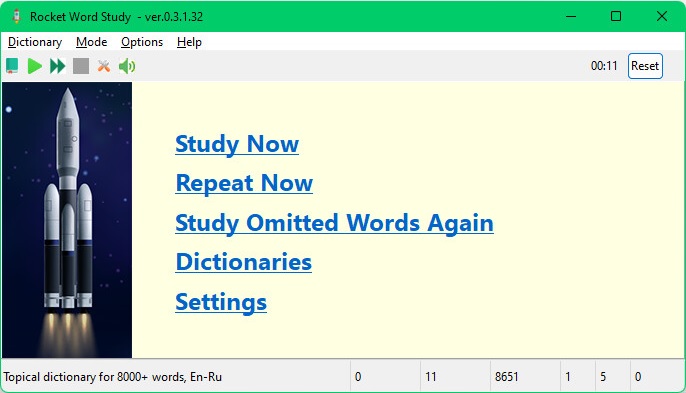 Rocket Word Study - ver.0.3.1.32
Dictionary Mode Options Help
00:11 Reset
Study Now
Repeat Now
Study Omitted Words Again
Dictionaries
Settings
Topical dictionary for 8000+ words, En-Ru 0 11 8651 1 5 0